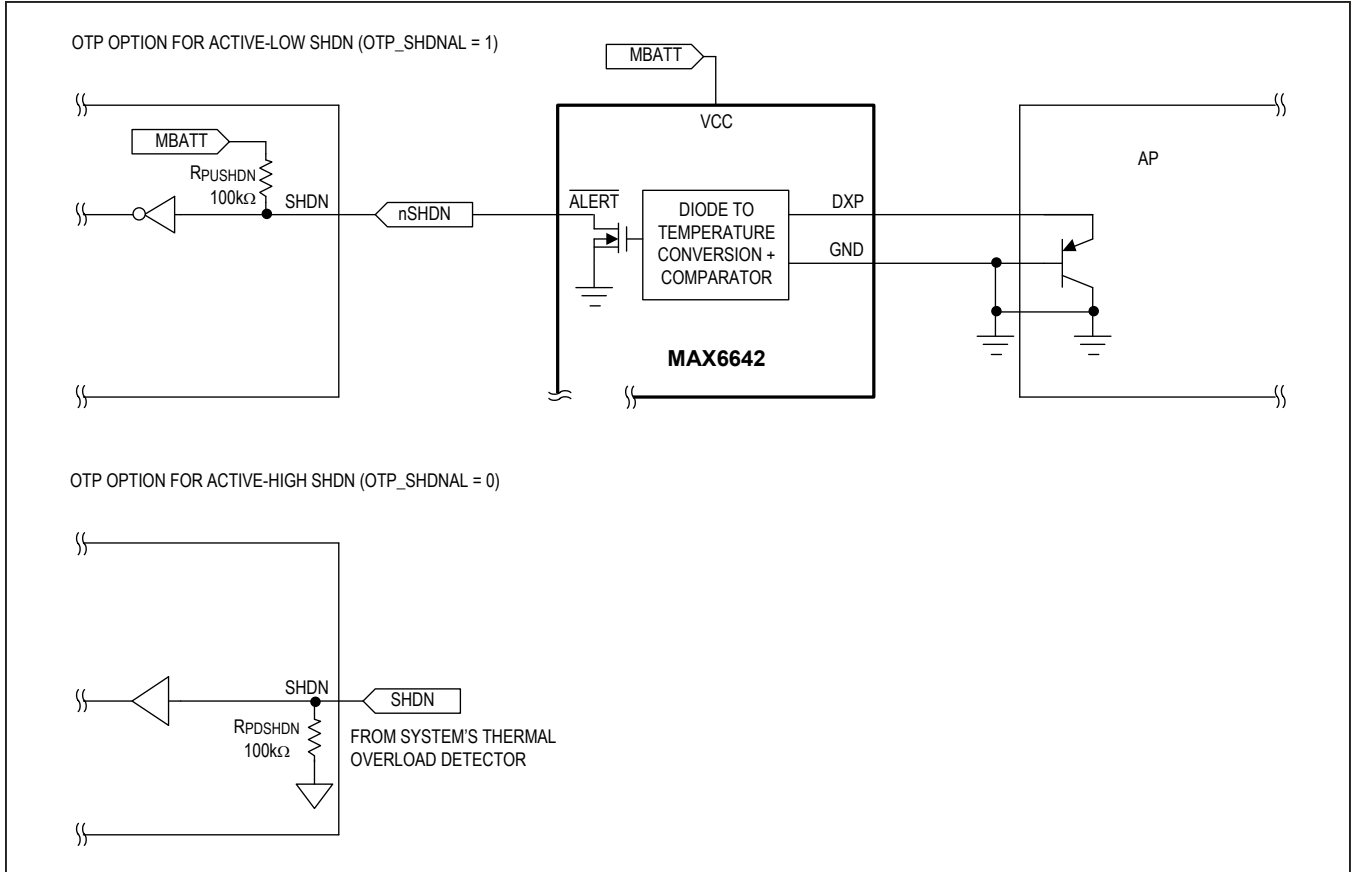 OTP OPTION FOR ACTIVE-LOW SHDN (OTP_SHDNAL = 1)
MBATT
VCC
MBATT
RPUSHDN
100kΩ
SHDN
nSHDN
ALERT
DIODE TO
TEMPERATURE
CONVERSION +
COMPARATOR
DXP
GND
AP
MAX6642
OTP OPTION FOR ACTIVE-HIGH SHDN (OTP_SHDNAL = 0)
SHDN
SHDN
RPDSHDN
100kΩ
FROM SYSTEM'S THERMAL
OVERLOAD DETECTOR